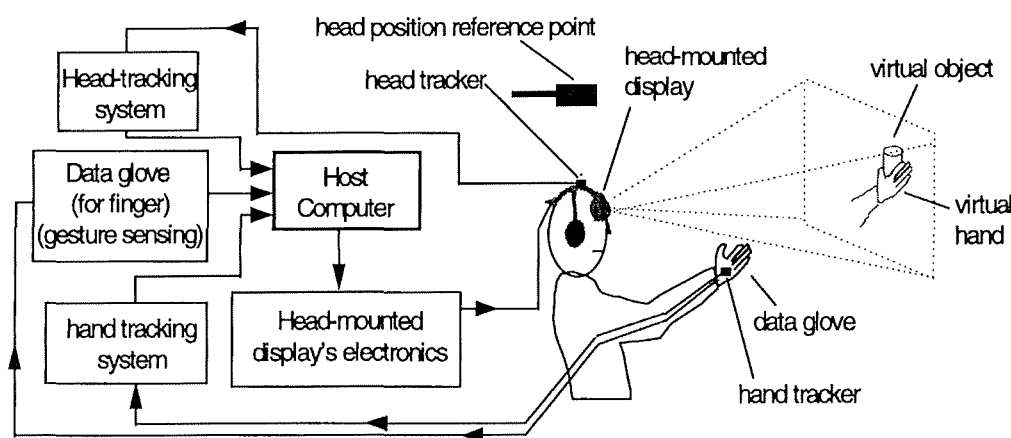 head position reference point
head tracker
head-mounted
display
virtual object
Head-tracking
system
Data glove
(for finger)
(gesture sensing)
Host
Computer
virtual
hand
hand tracking
system
Head-mounted
display's electronics
data glove
hand tracker